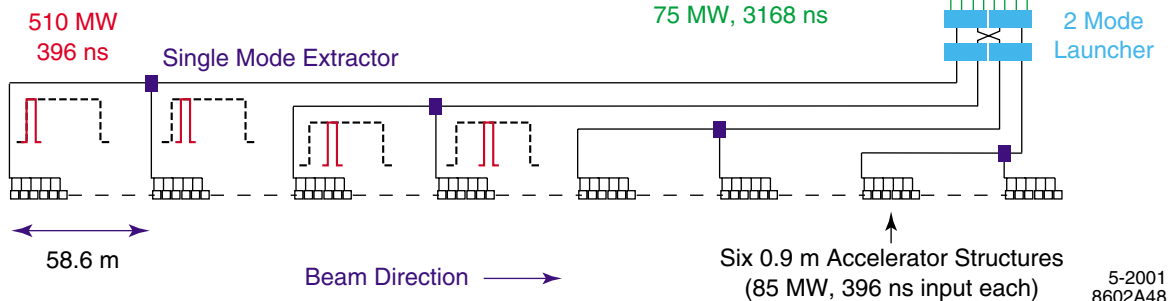 510 MW
396 ns
75 MW, 3168 ns
2 Mode
Launcher
Single Mode Extractor
58.6 m
Beam Direction
Six 0.9 m Accelerator Structures
(85 MW, 396 ns input each)
5-2001
8602A48